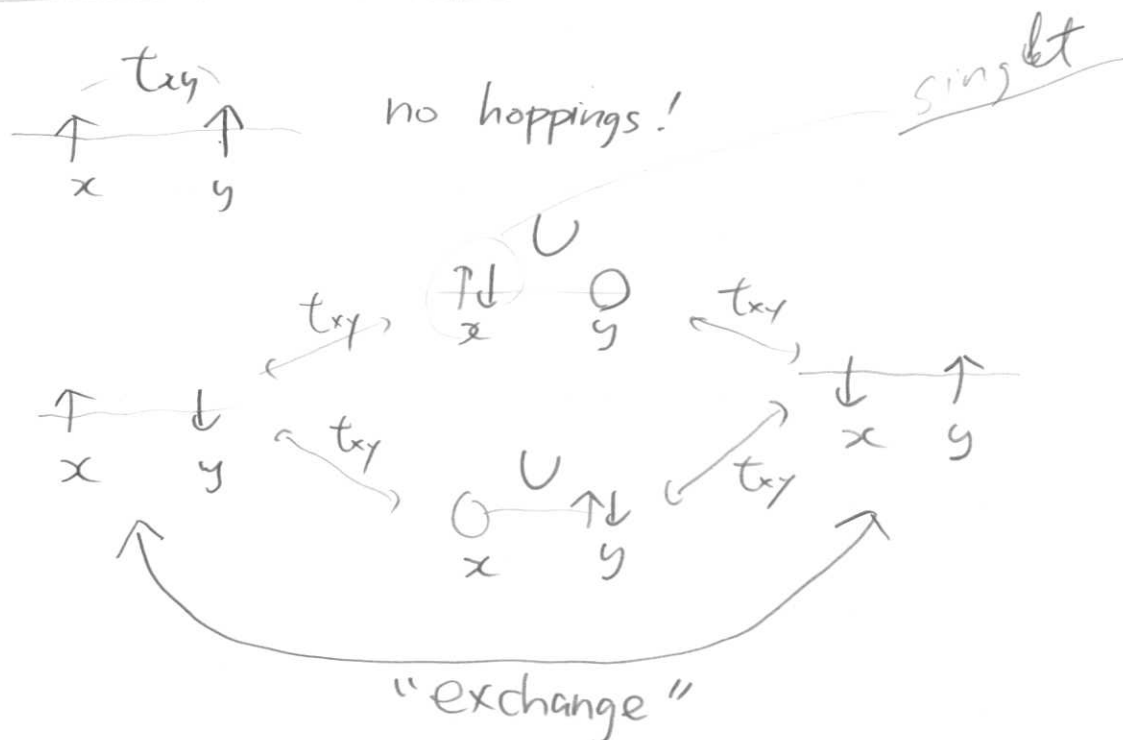 t_xy
no hoppings!
singlet
↑ ↑
x y
U
↑↓ ○
x y
t_xy t_xy
↑ ↓
x y
↓ ↑
x y
t_xy t_xy
U
○ ↑↓
x y
"exchange"